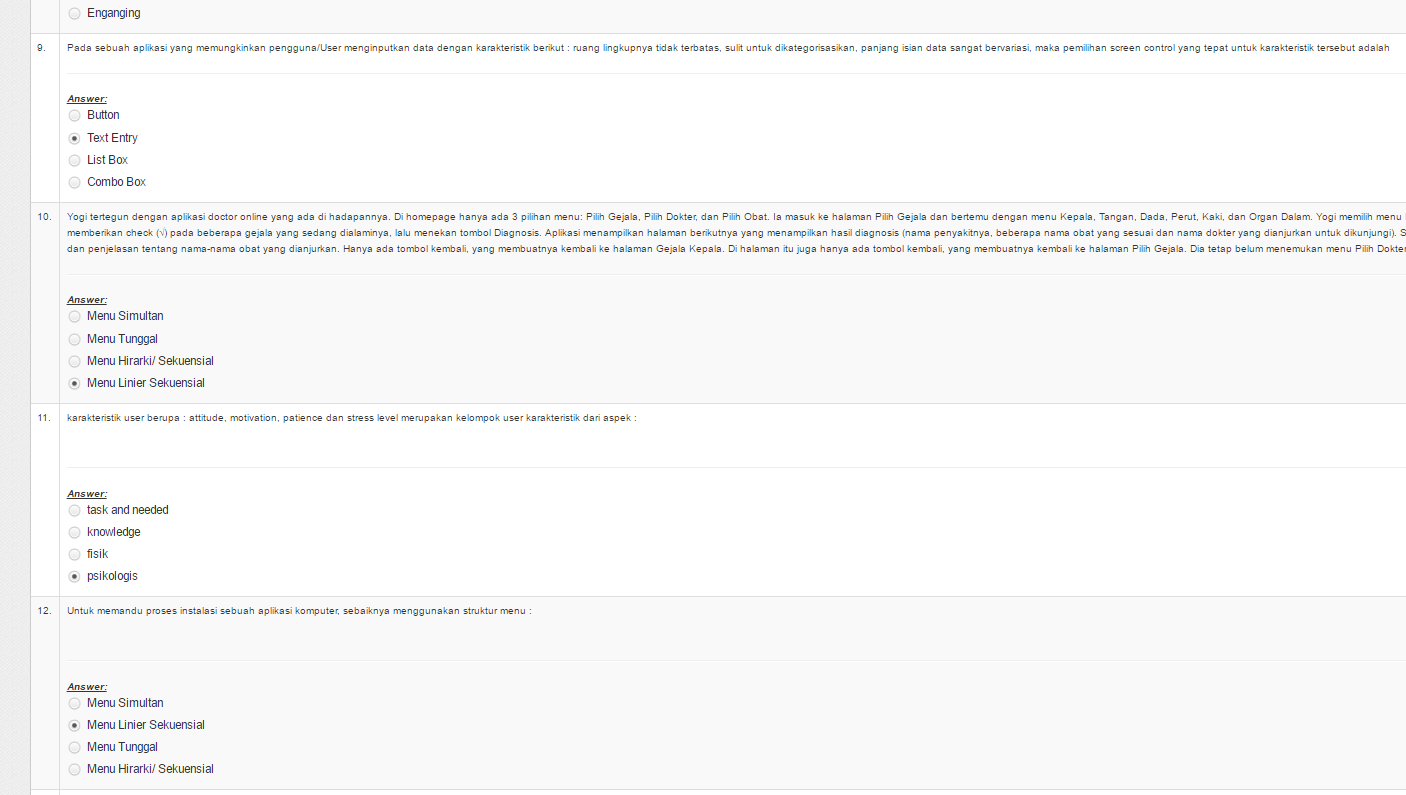 Enganging
9. Pada sebuah aplikasi yang memungkinkan pengguna/User menginputkan data dengan karakteristik berikut : ruang lingkupnya tidak terbatas, sulit untuk dikategorisasikan, panjang isian data sangat bervariasi, maka pemilihan screen control yang tepat untuk karakteristik tersebut adalah
Answer:
Button
Text Entry
List Box
Combo Box
10. Yogi tertegun dengan aplikasi doctor online yang ada di hadapannya. Di homepage hanya ada 3 pilihan menu: Pilih Gejala, Pilih Dokter, dan Pilih Obat. Ia masuk ke halaman Pilih Gejala dan bertemu dengan menu Kepala, Tangan, Dada, Perut, Kaki, dan Organ Dalam. Yogi memilih menu
memberikan check (√) pada beberapa gejala yang sedang dialaminya, lalu menekan tombol Diagnosis. Aplikasi menampilkan halaman berikutnya yang menampilkan hasil diagnosis (nama penyakitnya, beberapa nama obat yang sesuai dan nama dokter yang dianjurkan untuk dikunjungi). S
dan penjelasan tentang nama-nama obat yang dianjurkan. Hanya ada tombol kembali, yang membuatnya kembali ke halaman Gejala Kepala. Di halaman itu juga hanya ada tombol kembali, yang membuatnya kembali ke halaman Pilih Gejala. Dia tetap belum menemukan menu Pilih Dokter
Answer:
Menu Simultan
Menu Tunggal
Menu Hirarki/ Sekuensial
Menu Linier Sekuensial
11. karakteristik user berupa : attitude, motivation, patience dan stress level merupakan kelompok user karakteristik dari aspek :
Answer:
task and needed
knowledge
fisik
psikologis
12. Untuk memandu proses instalasi sebuah aplikasi komputer, sebaiknya menggunakan struktur menu :
Answer:
Menu Simultan
Menu Linier Sekuensial
Menu Tunggal
Menu Hirarki/ Sekuensial